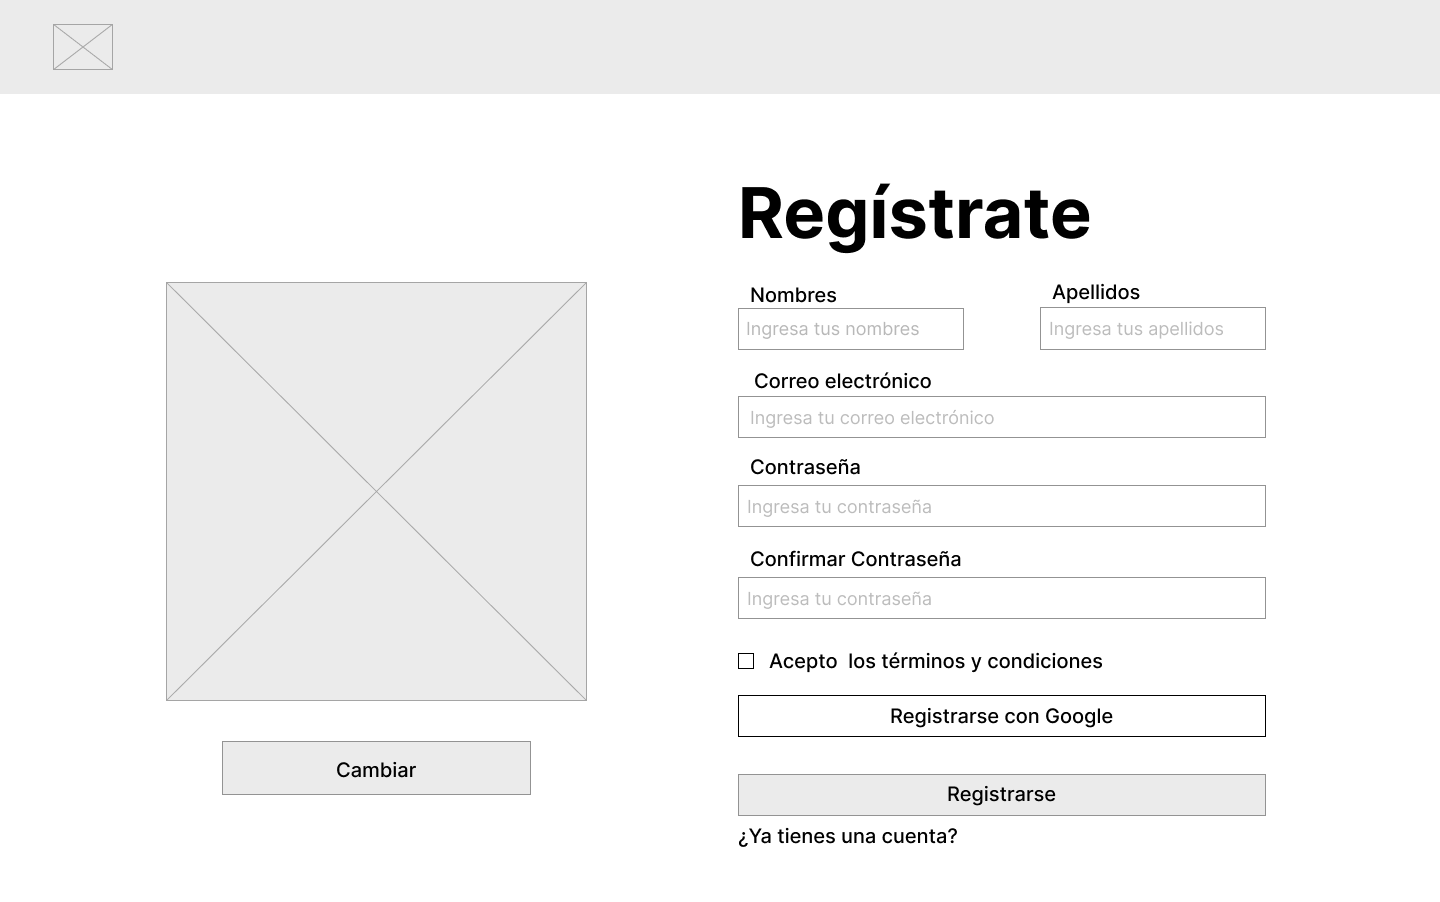 Regístrate
Nombres
Apellidos
Ingresa tus nombres
Ingresa tus apellidos
Correo electrónico
Ingresa tu correo electrónico
Contraseña
Ingresa tu contraseña
Confirmar Contraseña
Ingresa tu contraseña
Acepto  los términos y condiciones
Registrarse con Google
Cambiar
Registrarse
¿Ya tienes una cuenta?